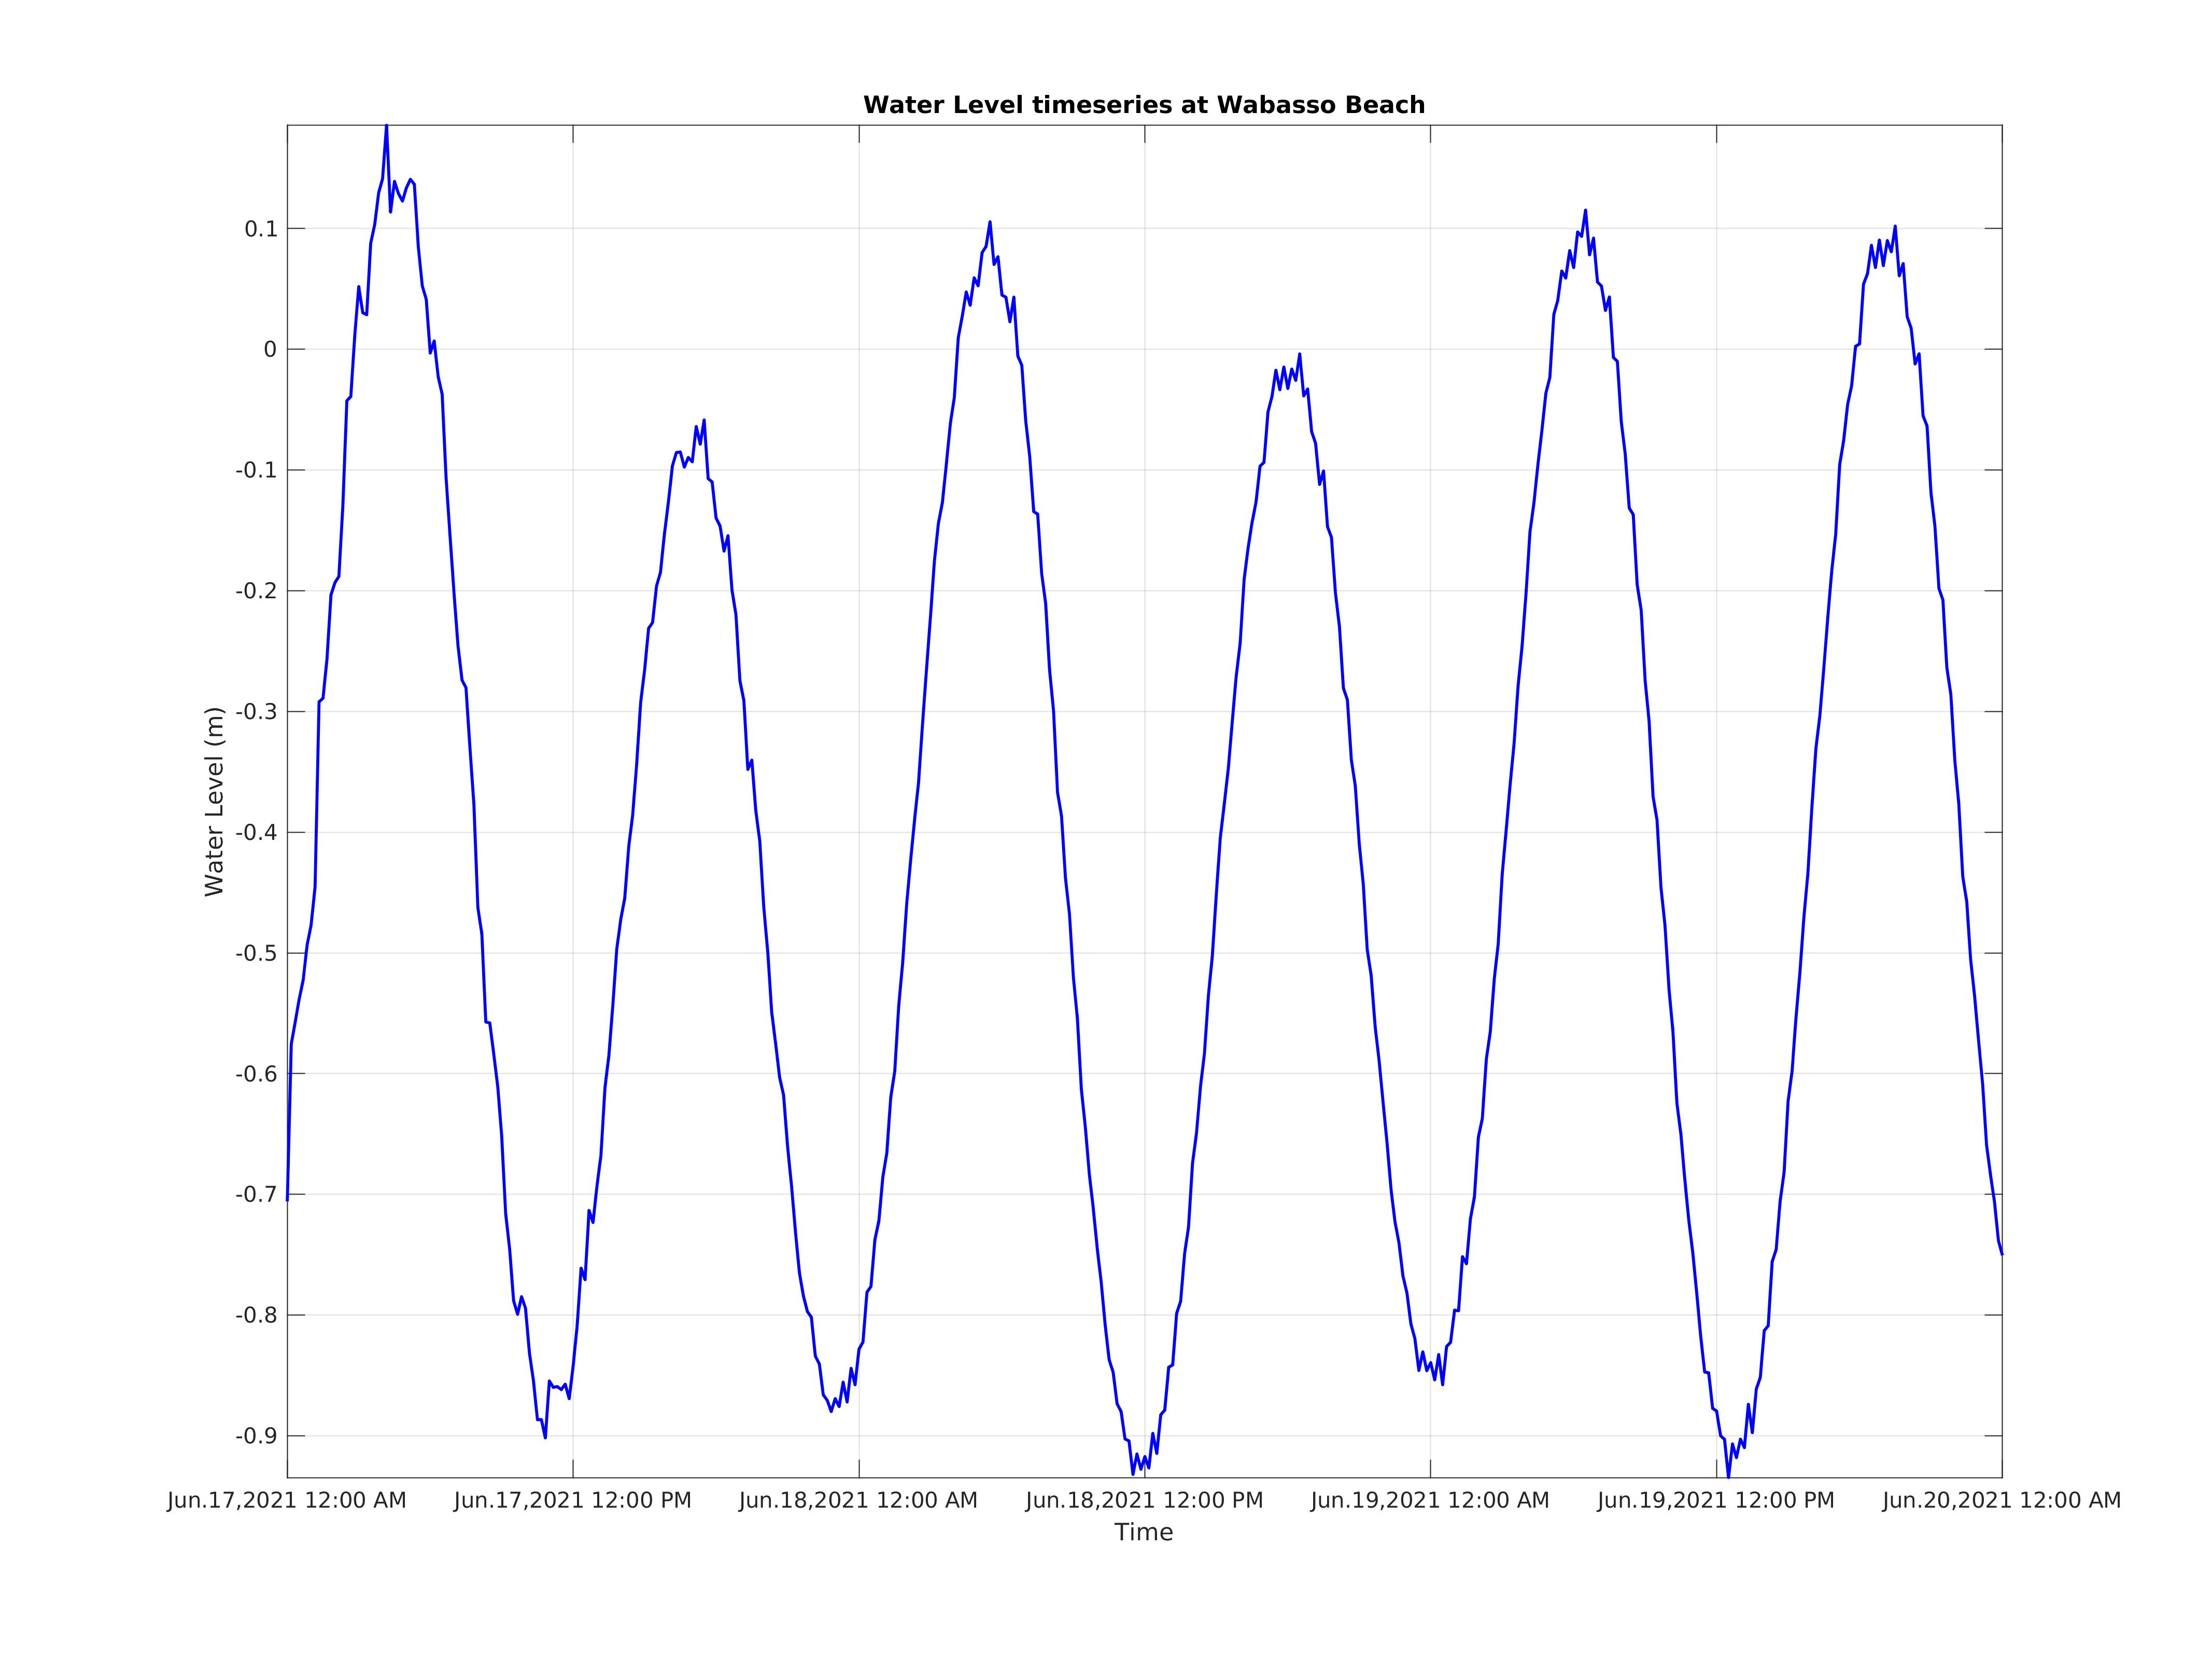 Water Level timeseries at Wabasso Beach
0.1
0
-0.1
-0.2
-0.3
-0.4
-0.5
-0.6
-0.7
-0.8
-0.9
Water Level (m)
Jun.17,2021 12:00 AM
Jun.17,2021 12:00 PM
Jun.18,2021 12:00 AM
Jun.18,2021 12:00 PM
Jun.19,2021 12:00 AM
Jun.19,2021 12:00 PM
Jun.20,2021 12:00 AM
Time